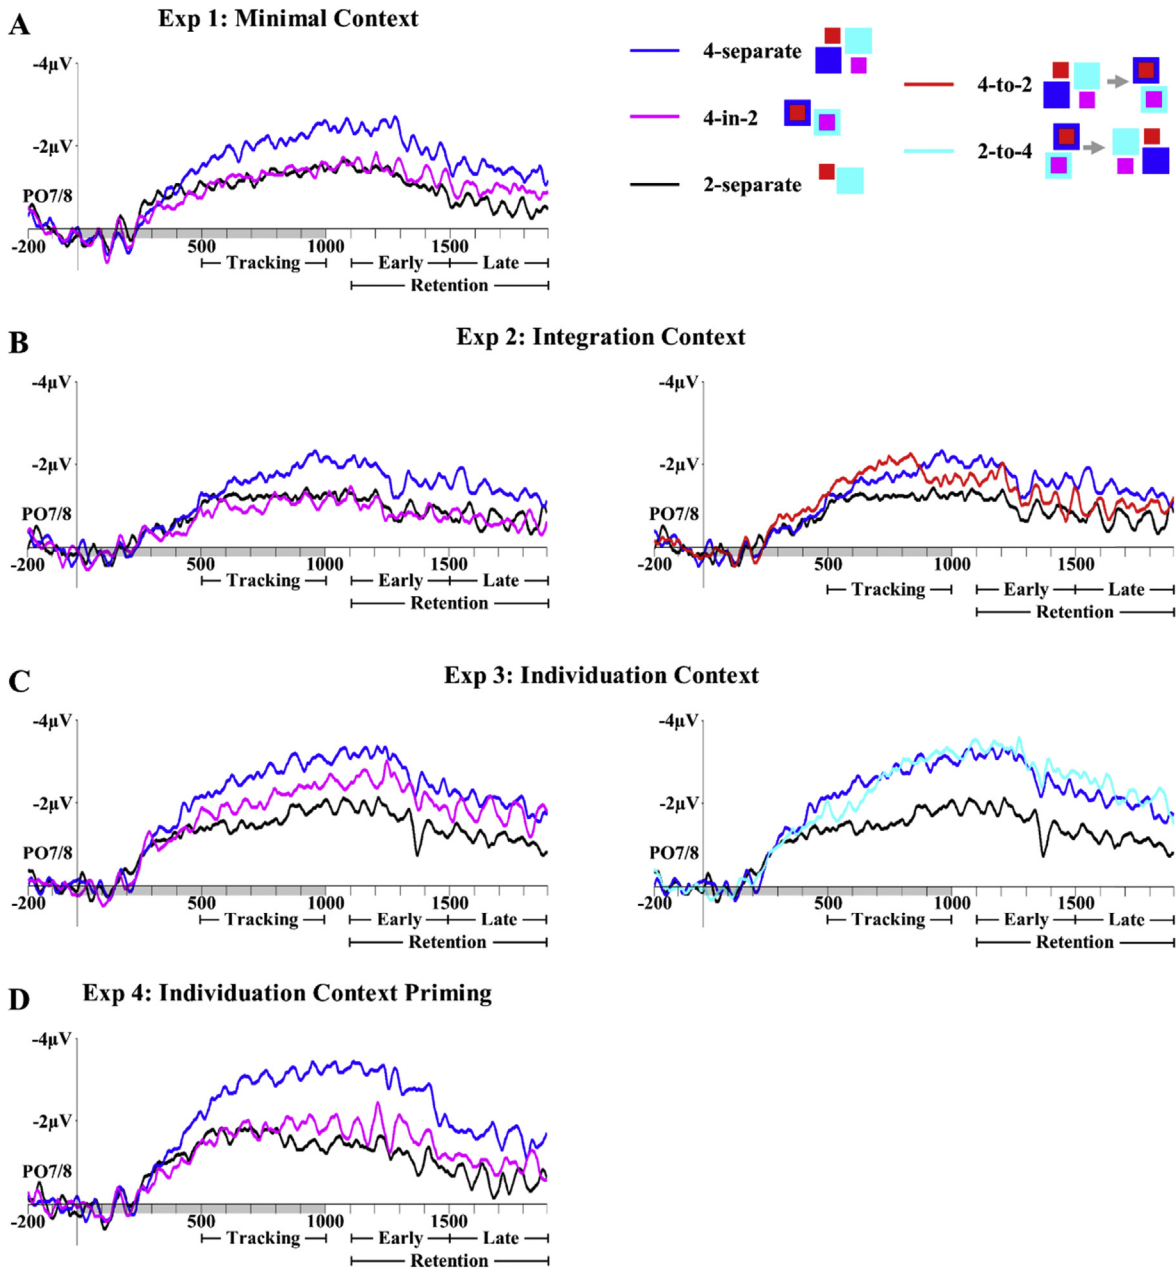 A
Exp 1: Minimal Context
-4μV
-2μV
PO7/8
-200
500
1000
1500
Tracking
Early
Late
Retention
4-separate
4-in-2
2-separate
4-to-2
2-to-4
B
Exp 2: Integration Context
-4μV
-2μV
PO7/8
-200
500
1000
1500
Tracking
Early
Late
Retention
-4μV
-2μV
PO7/8
-200
500
1000
1500
Tracking
Early
Late
Retention
C
Exp 3: Individuation Context
-4μV
-2μV
PO7/8
-200
500
1000
1500
Tracking
Early
Late
Retention
-4μV
-2μV
PO7/8
-200
500
1000
1500
Tracking
Early
Late
Retention
D
Exp 4: Individuation Context Priming
-4μV
-2μV
PO7/8
-200
500
1000
1500
Tracking
Early
Late
Retention